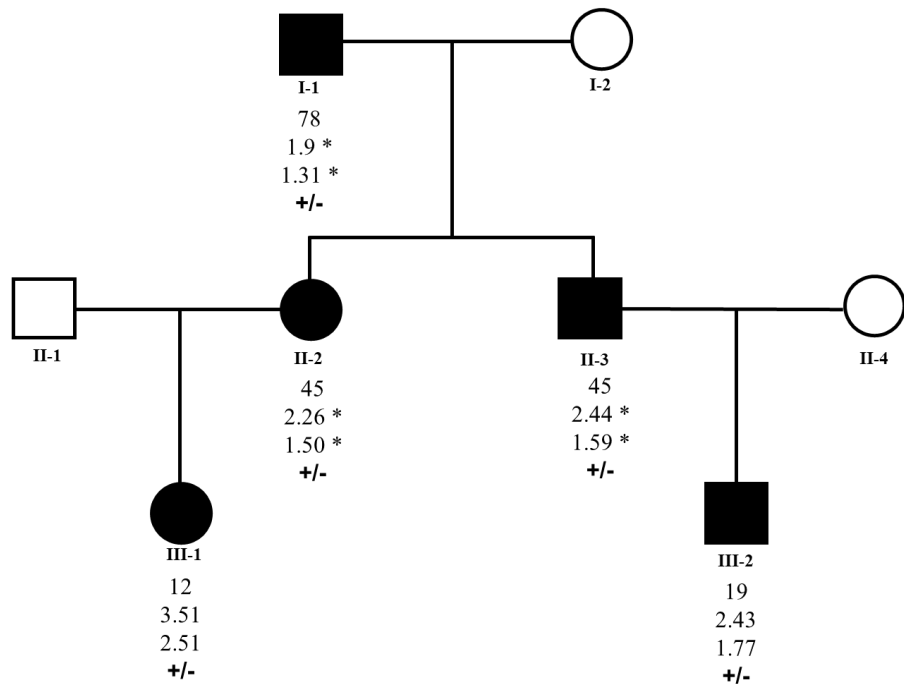 I-1
I-2
78
1.9 *
1.31 *
+/-
II-1
II-2
II-3
II-4
45
2.26 *
1.50 *
+/-
45
2.44 *
1.59 *
+/-
III-1
12
3.51
2.51
+/-
III-2
19
2.43
1.77
+/-